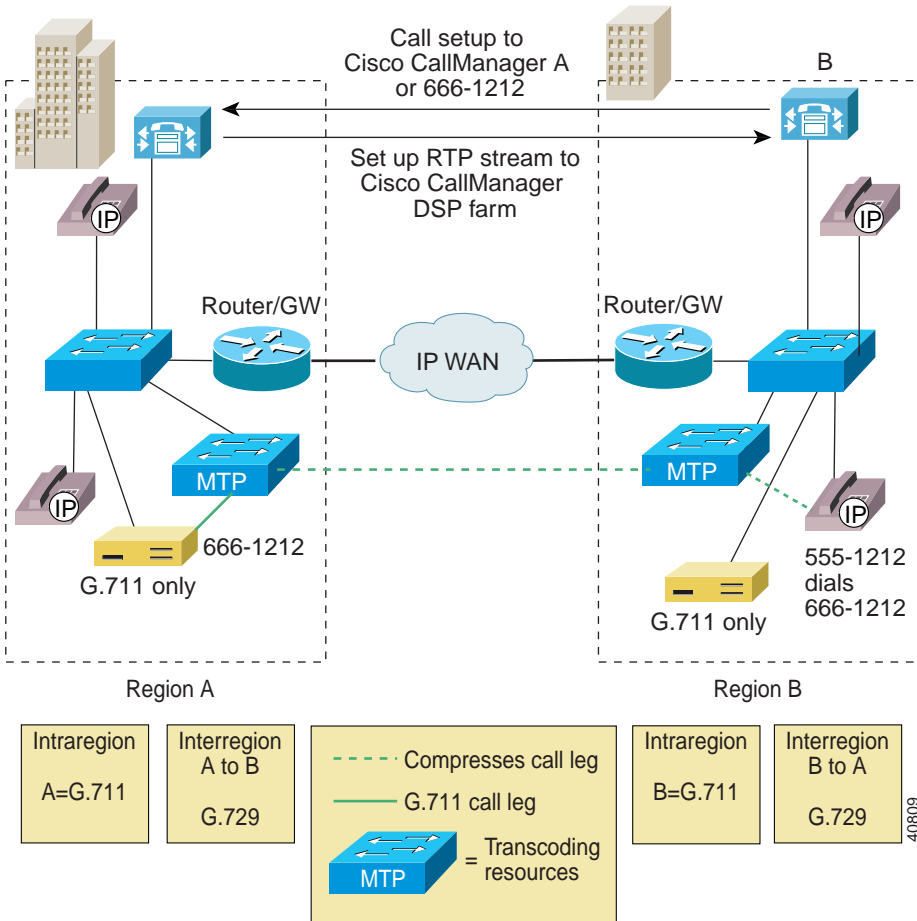 Call setup to
Cisco CallManager A
or 666-1212
B
Set up RTP stream to
Cisco CallManager
DSP farm
IP
IP
Router/GW
IP WAN
Router/GW
MTP
MTP
IP
IP
666-1212
G.711 only
555-1212
dials
666-1212
G.711 only
Region A
Region B
Intraregion
A=G.711
Interregion
A to B
G.729
Compresses call leg
G.711 call leg
MTP
= Transcoding
resources
Intraregion
B=G.711
Interregion
B to A
G.729
40809